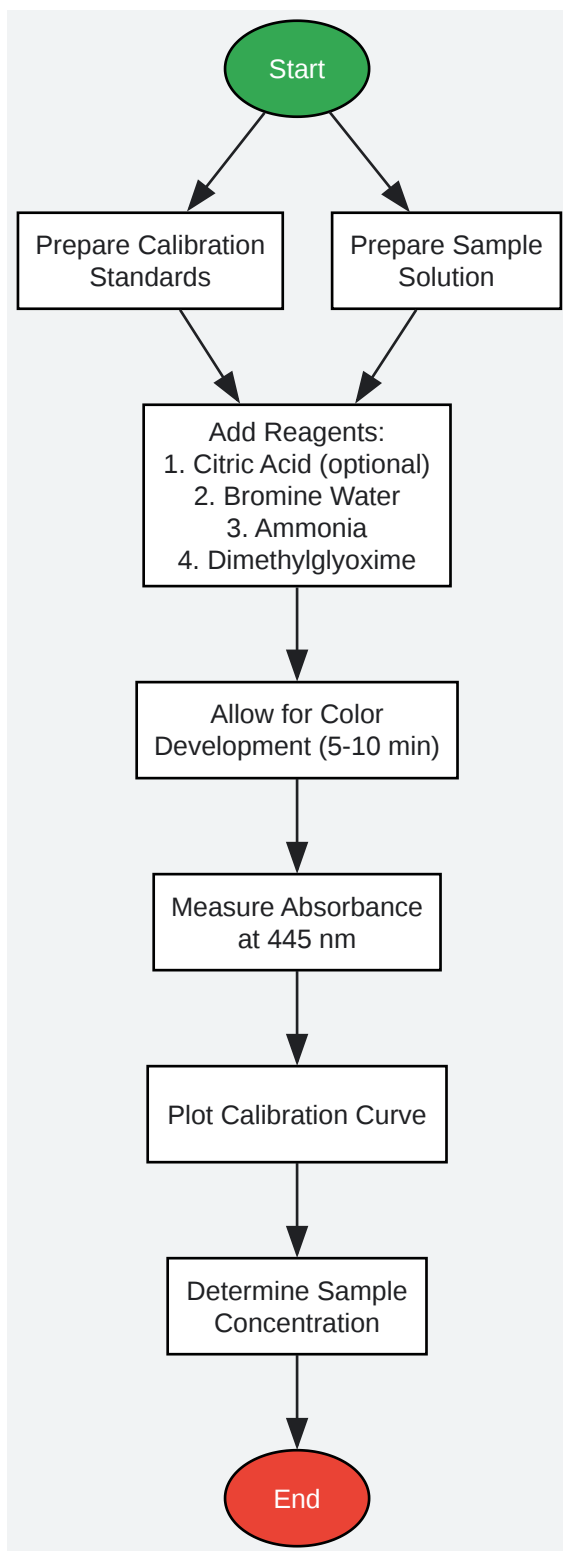 Start
Prepare Calibration
Standards
Prepare Sample
Solution
Add Reagents:
1. Citric Acid (optional)
2. Bromine Water
3. Ammonia
4. Dimethylglyoxime
Allow for Color
Development (5-10 min)
Measure Absorbance
at 445 nm
Plot Calibration Curve
Determine Sample
Concentration
End